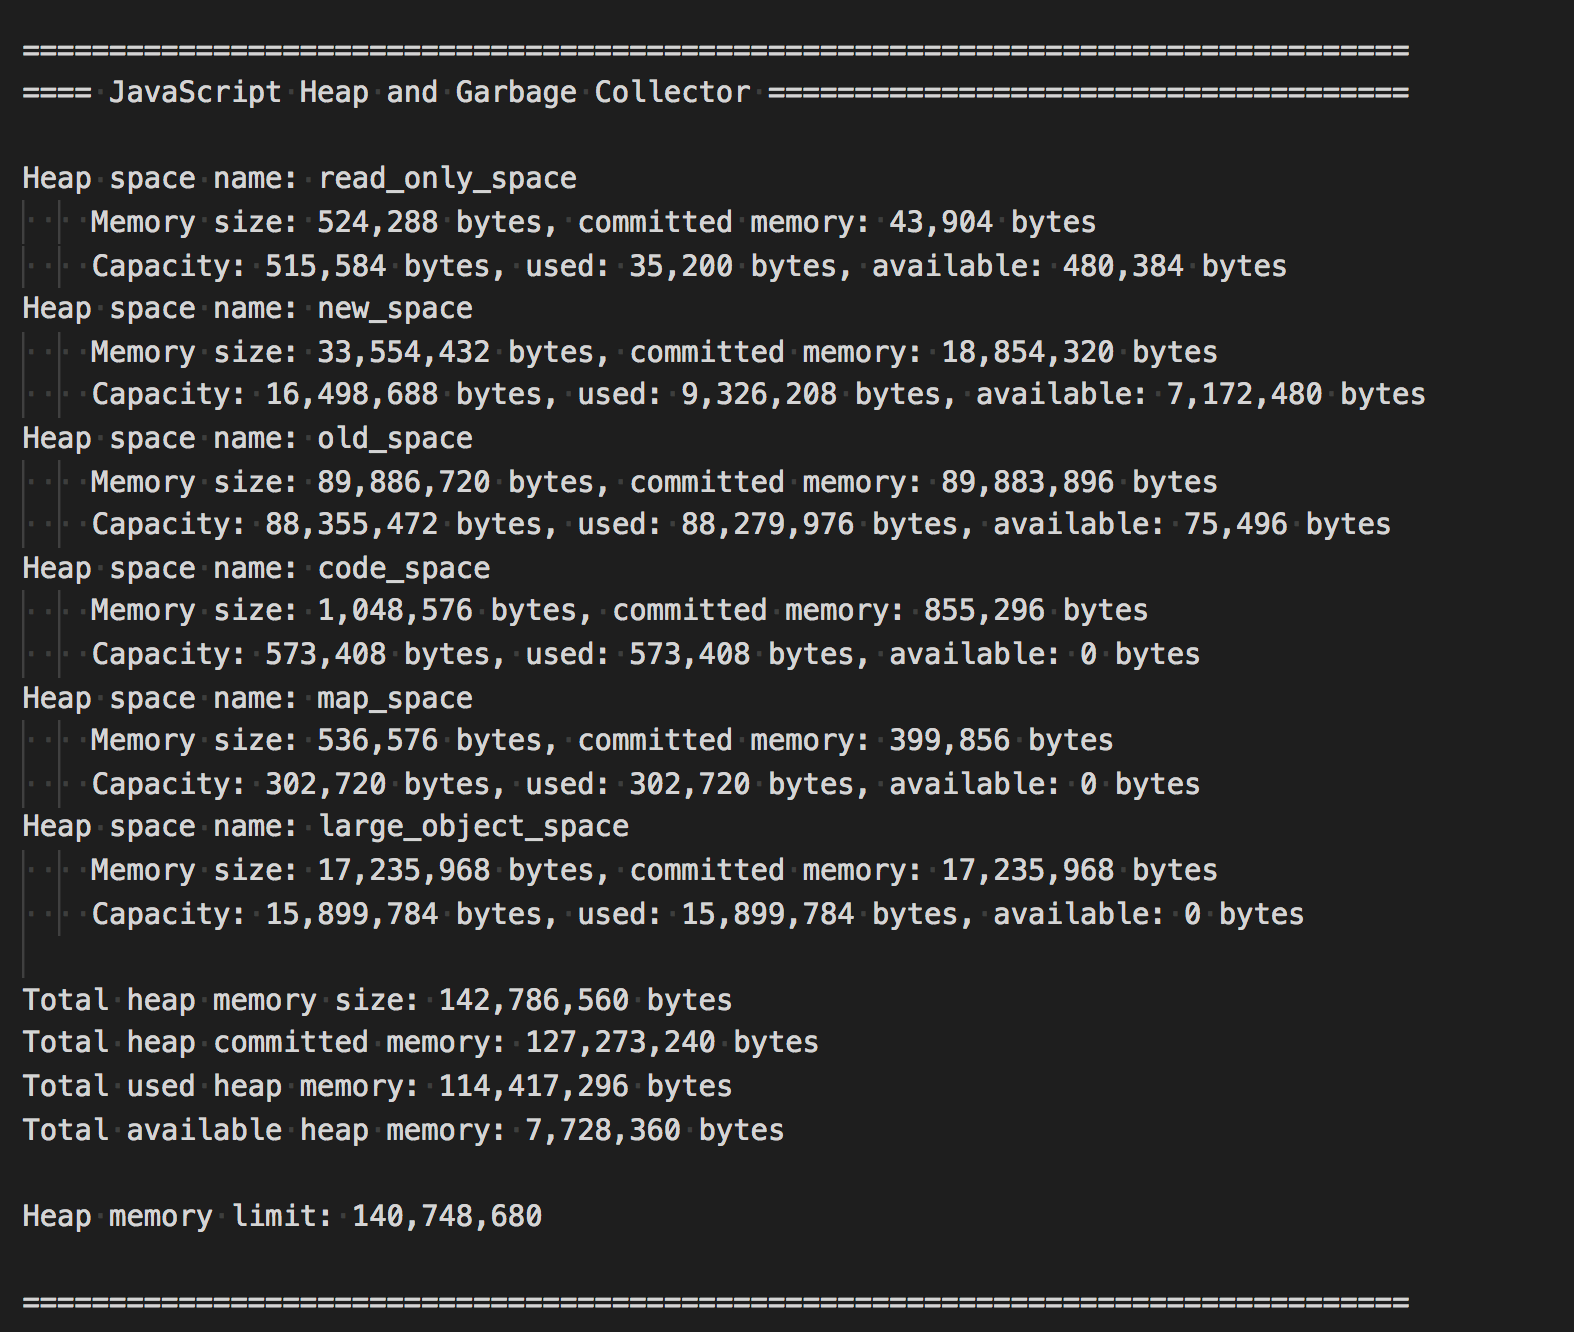 ================================================================================
==== JavaScript Heap and Garbage Collector =====================================
Heap space name: read_only_space
    Memory size: 524,288 bytes, committed memory: 43,904 bytes
    Capacity: 515,584 bytes, used: 35,200 bytes, available: 480,384 bytes
Heap space name: new_space
    Memory size: 33,554,432 bytes, committed memory: 18,854,320 bytes
    Capacity: 16,498,688 bytes, used: 9,326,208 bytes, available: 7,172,480 bytes
Heap space name: old_space
    Memory size: 89,886,720 bytes, committed memory: 89,883,896 bytes
    Capacity: 88,355,472 bytes, used: 88,279,976 bytes, available: 75,496 bytes
Heap space name: code_space
    Memory size: 1,048,576 bytes, committed memory: 855,296 bytes
    Capacity: 573,408 bytes, used: 573,408 bytes, available: 0 bytes
Heap space name: map_space
    Memory size: 536,576 bytes, committed memory: 399,856 bytes
    Capacity: 302,720 bytes, used: 302,720 bytes, available: 0 bytes
Heap space name: large_object_space
    Memory size: 17,235,968 bytes, committed memory: 17,235,968 bytes
    Capacity: 15,899,784 bytes, used: 15,899,784 bytes, available: 0 bytes
Total heap memory size: 142,786,560 bytes
Total heap committed memory: 127,273,240 bytes
Total used heap memory: 114,417,296 bytes
Total available heap memory: 7,728,360 bytes
Heap memory limit: 140,748,680
================================================================================